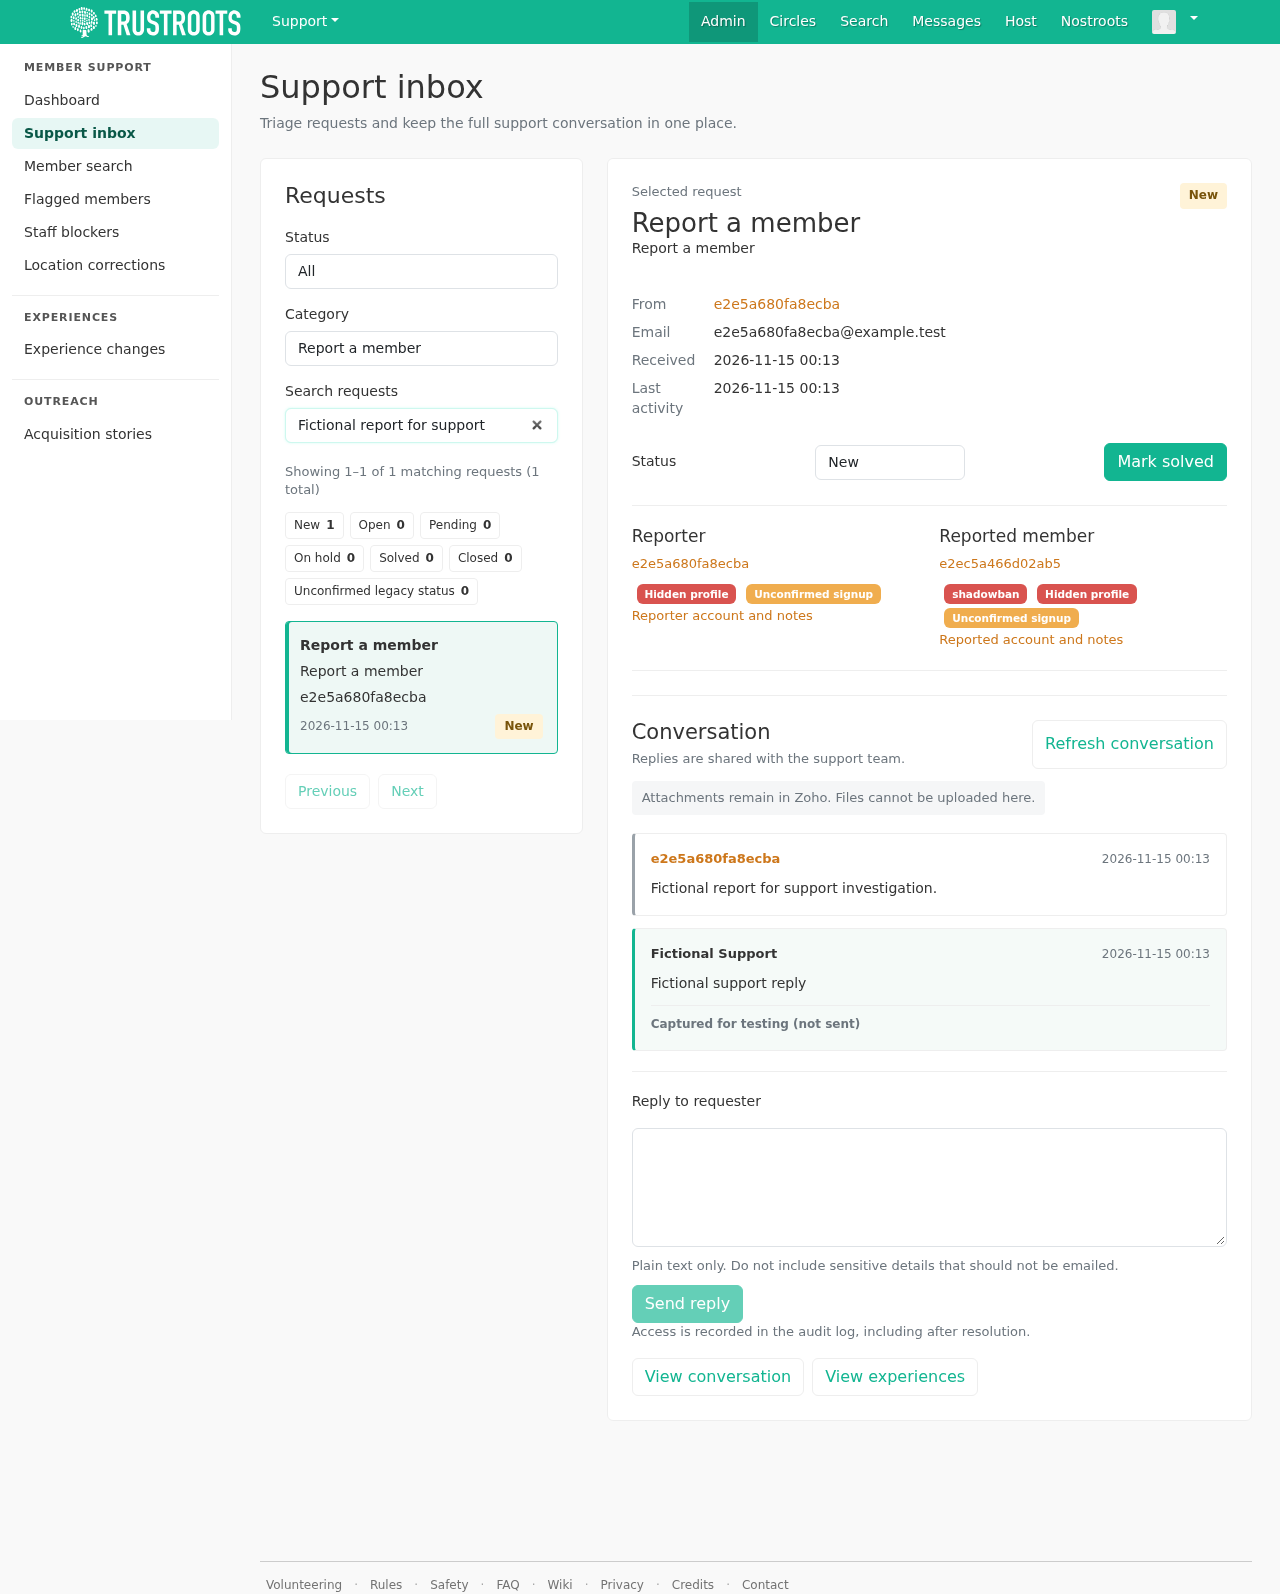 TRUSTROOTS
Support
Admin
Circles
Search
Messages
Host
Nostroots
MEMBER SUPPORT
Dashboard
Support inbox
Member search
Flagged members
Staff blockers
Location corrections
EXPERIENCES
Experience changes
OUTREACH
Acquisition stories
Support inbox
Triage requests and keep the full support conversation in one place.
Requests
Status
All
Category
Report a member
Search requests
Fictional report for support
Showing 1–1 of 1 matching requests (1
total)
New 1
Open 0
Pending 0
On hold 0
Solved 0
Closed 0
Unconfirmed legacy status 0
Report a member
Report a member
e2e5a680fa8ecba
2026-11-15 00:13
New
Previous
Next
Selected request
New
Report a member
Report a member
From e2e5a680fa8ecba
Email e2e5a680fa8ecba@example.test
Received 2026-11-15 00:13
Last 2026-11-15 00:13
activity
Status
New
Mark solved
Reporter
e2e5a680fa8ecba
Hidden profile
Unconfirmed signup
Reporter account and notes
Reported member
e2ec5a466d02ab5
shadowban
Hidden profile
Unconfirmed signup
Reported account and notes
Conversation
Replies are shared with the support team.
Refresh conversation
Attachments remain in Zoho. Files cannot be uploaded here.
e2e5a680fa8ecba
2026-11-15 00:13
Fictional report for support investigation.
Fictional Support
2026-11-15 00:13
Fictional support reply
Captured for testing (not sent)
Reply to requester
Plain text only. Do not include sensitive details that should not be emailed.
Send reply
Access is recorded in the audit log, including after resolution.
View conversation
View experiences
Volunteering · Rules · Safety · FAQ · Wiki · Privacy · Credits · Contact